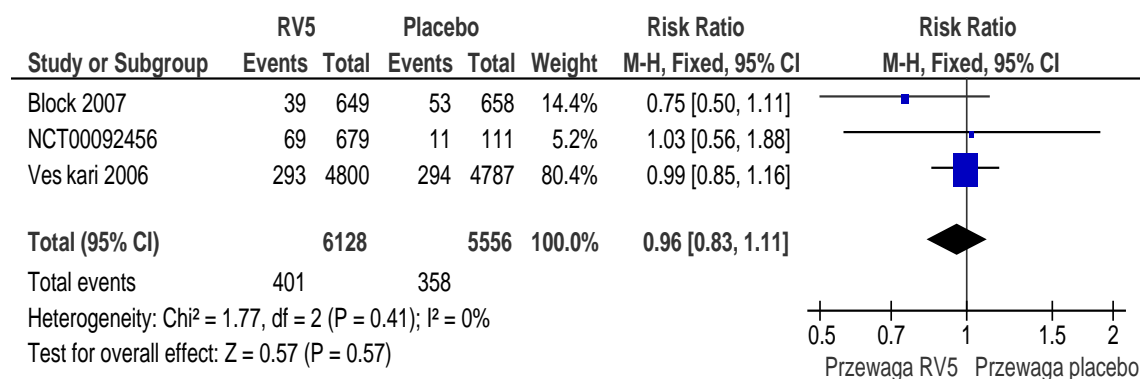 RV5 Placebo Risk Ratio Risk Ratio
Study or Subgroup Events Total Events Total Weight M-H, Fixed, 95% CI M-H, Fixed, 95% CI
Block 2007 39 649 53 658 14.4% 0.75 [0.50, 1.11]
NCT00092456 69 679 11 111 5.2% 1.03 [0.56, 1.88]
Ves kari 2006 293 4800 294 4787 80.4% 0.99 [0.85, 1.16]
Total (95% CI) 6128 5556 100.0% 0.96 [0.83, 1.11]
Total events 401 358
Heterogeneity: Chi² = 1.77, df = 2 (P = 0.41); I² = 0%
Test for overall effect: Z = 0.57 (P = 0.57)
0.5 0.7 1 1.5 2
Przewaga RV5 Przewaga placebo